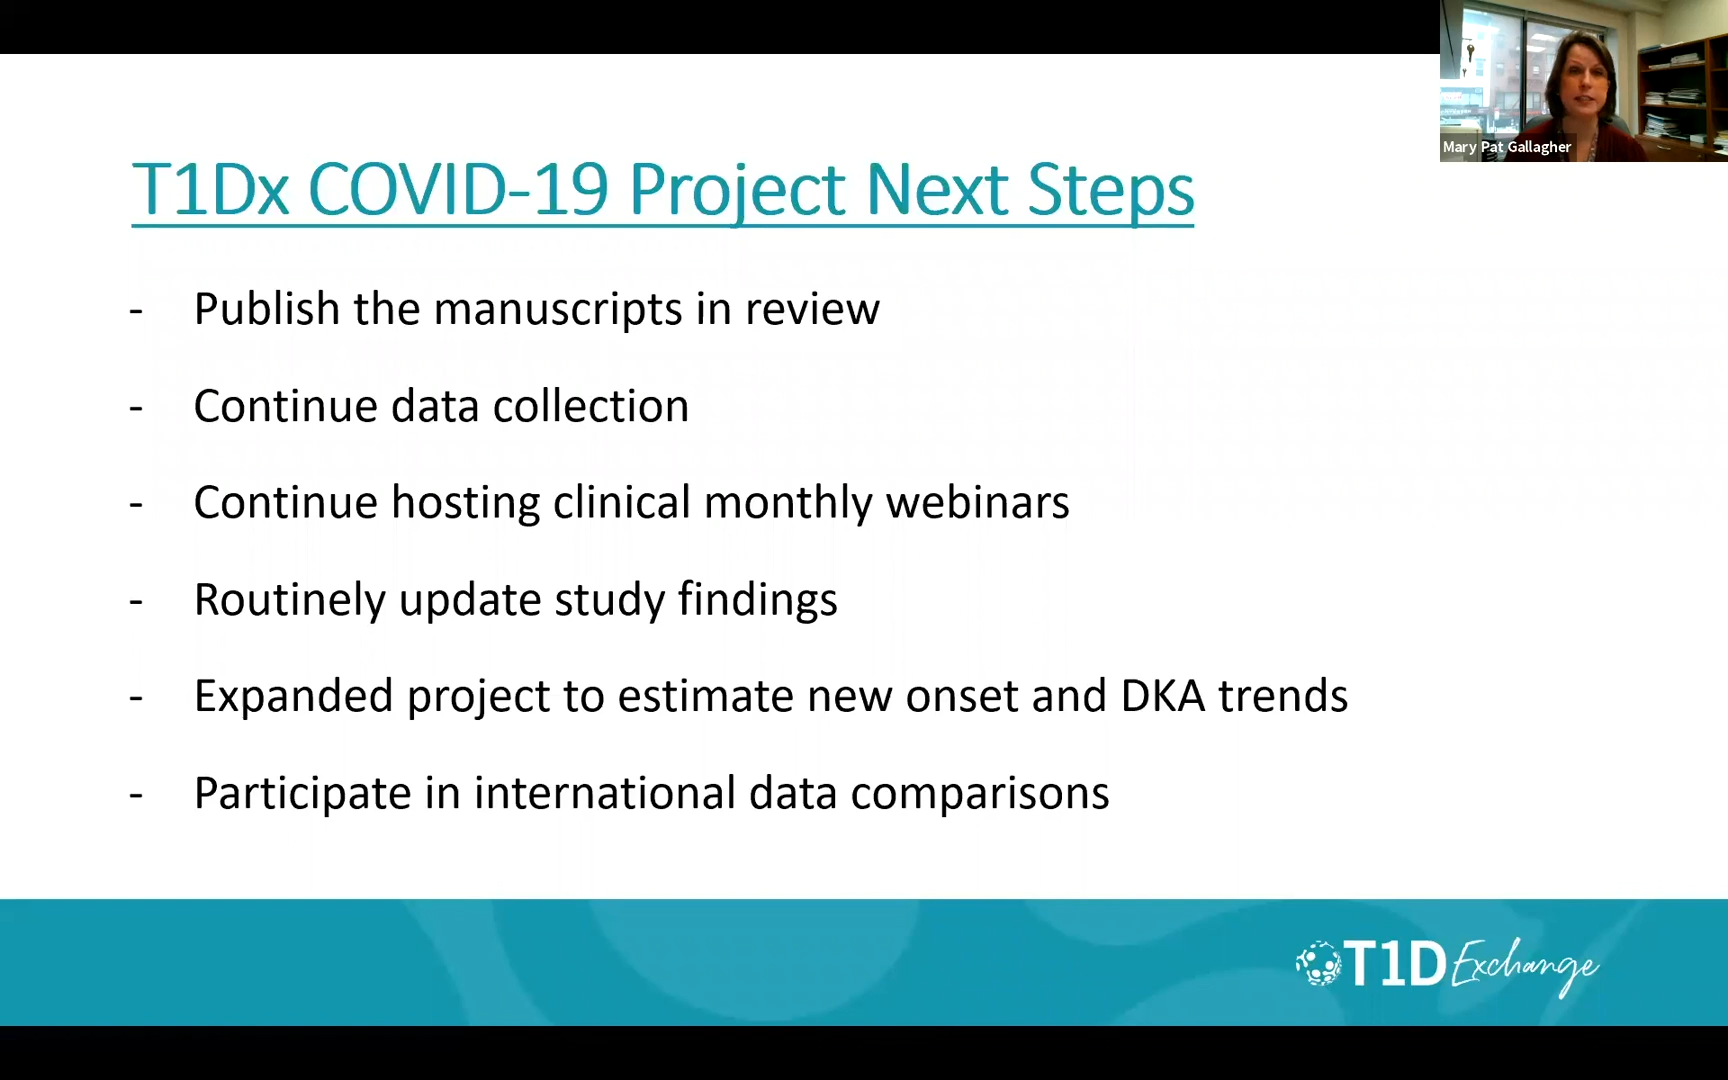 Mary Pat Gallagher
T1Dx COVID-19 Project Next Steps
- Publish the manuscripts in review
- Continue data collection
- Continue hosting clinical monthly webinars
- Routinely update study findings
- Expanded project to estimate new onset and DKA trends
- Participate in international data comparisons
T1D Exchange